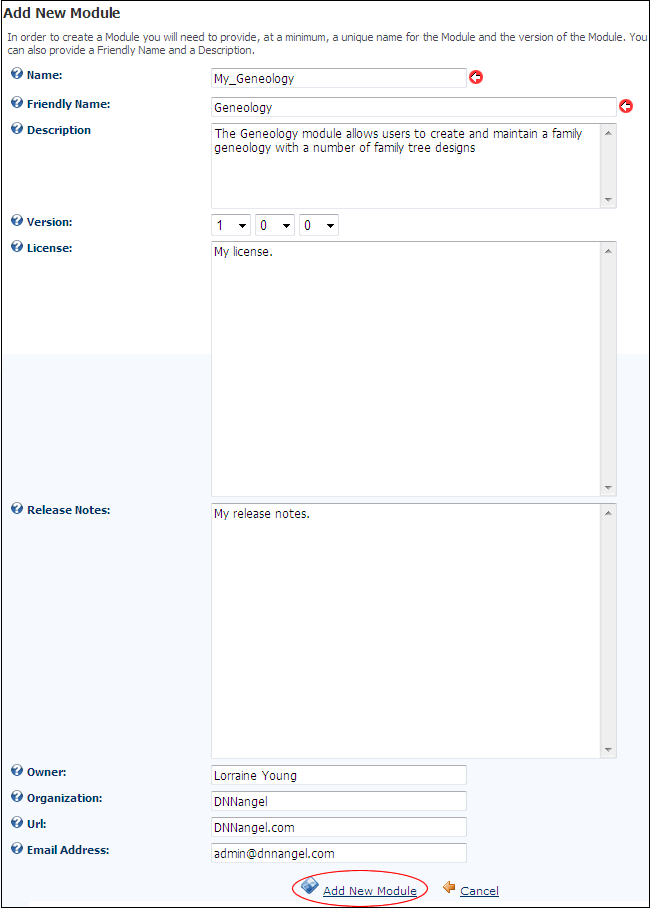 Add New Module
In order to create a Module you will need to provide, at a minimum, a unique name for the Module and the version of the Module. You
can also provide a Friendly Name and a Description.
Name: My_Geneology
Friendly Name: Geneology
Description The Geneology module allows users to create and maintain a family
geneology with a number of family tree designs
Version: 1 0 0
License: My license.
Release Notes: My release notes.
Owner: Lorraine Young
Organization: DNNangel
Url: DNNangel.com
Email Address: admin@dnnangel.com
Add New Module Cancel